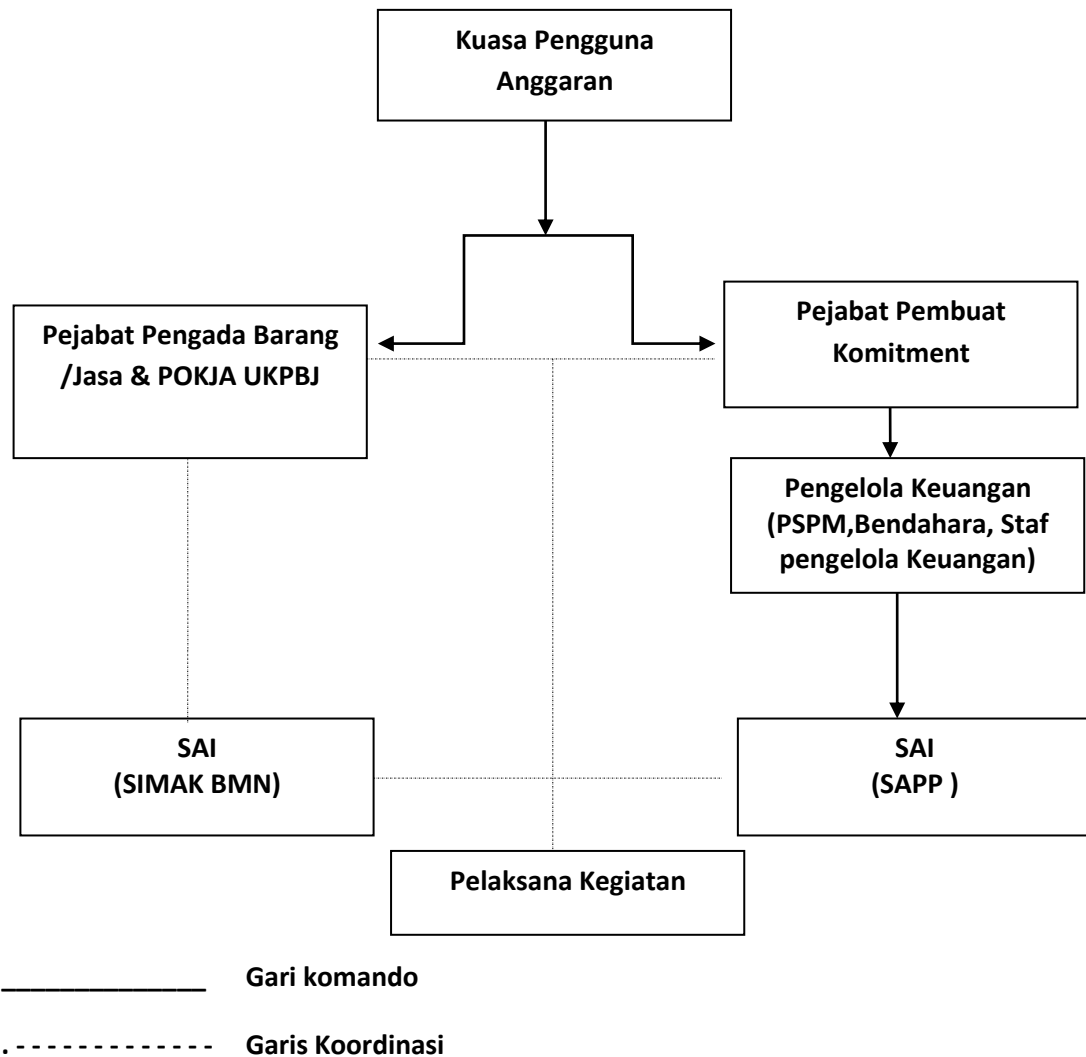 Kuasa Pengguna
Anggaran
Pejabat Pengada Barang
/Jasa & POKJA UKPBJ
Pejabat Pembuat
Komitment
Pengelola Keuangan
(PSPM,Bendahara, Staf
pengelola Keuangan)
SAI
(SIMAK BMN)
SAI
(SAPP )
Pelaksana Kegiatan
Gari komando
Garis Koordinasi